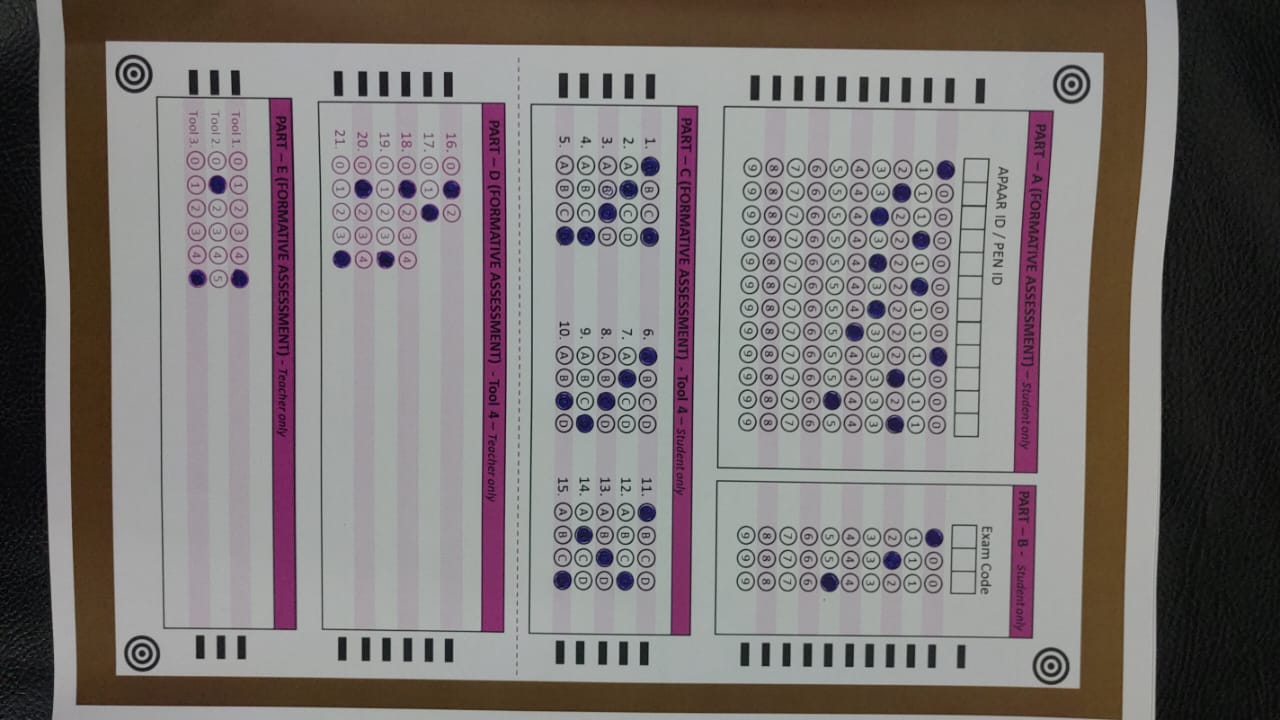 PART – A (FORMATIVE ASSESSMENT) – Student only
APAAR ID / PEN ID
0 0 0 0 0 0 0 0 0 0
1 1 1 1 1 1 1 1 1 1
2 2 2 2 2 2 2 2 2
3 3 3 3 3 3 3 3 3
4 4 4 4 4 4 4 4 4 4 4
5 5 5 5 5 5 5 5 5 5 5
6 6 6 6 6 6 6 6 6 6 6 6
7 7 7 7 7 7 7 7 7 7 7 7
8 8 8 8 8 8 8 8 8 8 8 8
9 9 9 9 9 9 9 9 9 9 9 9
PART – B - Student only
Exam Code
0 0
1 1 1
2 2
3 3 3
4 4 4
5 5
6 6 6
7 7 7
8 8 8
9 9 9
PART – C (FORMATIVE ASSESSMENT) - Tool 4 – Student only
1. B C
2. A C D
3. A B D
4. A B C
5. A B C
6. B C D
7. A C D
8. A B D
9. A B C
10. A B D
11. B C D
12. A B C
13. A B D
14. A C D
15. A B C
PART – D (FORMATIVE ASSESSMENT) - Tool 4 – Teacher only
16. 0 2
17. 0 1
18. 0 2 3 4
19. 0 1 2 3
20. 0 2 3 4
21. 0 1 2 3
PART – E (FORMATIVE ASSESSMENT) - Teacher only
Tool 1. 0 1 2 3 4
Tool 2. 0 2 3 4 5
Tool 3. 0 1 2 3 4